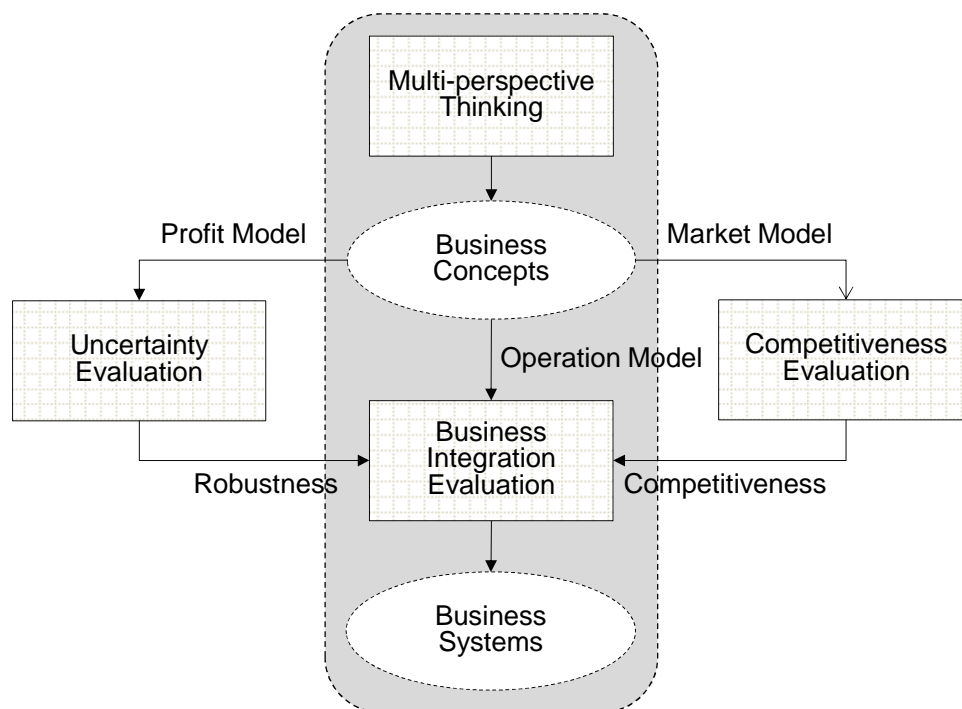 Multi-perspective
Thinking
Profit Model
Business
Concepts
Market Model
Uncertainty
Evaluation
Operation Model
Competitiveness
Evaluation
Business
Integration
Evaluation
Robustness
Competitiveness
Business
Systems